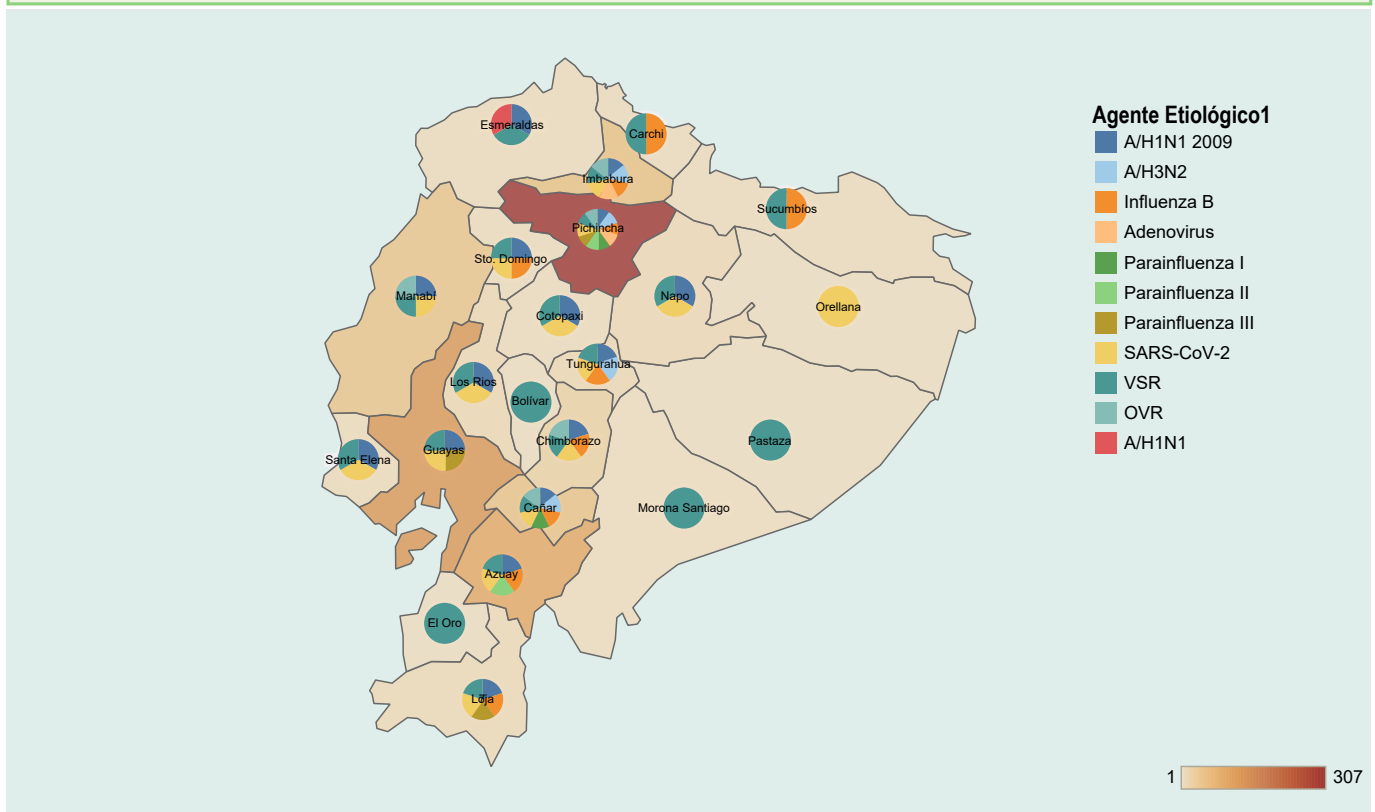 Agente Etiológico1
A/H1N1 2009
A/H3N2
Influenza B
Adenovirus
Parainfluenza I
Parainfluenza II
Parainfluenza III
SARS-CoV-2
VSR
OVR
A/H1N1
Esmeraldas
Carchi
Imbabura
Sucumbíos
Pichincha
Sto. Domingo
Manabí
Napo
Orellana
Cotopaxi
Tungurahua
Los Rios
Bolívar
Chimborazo
Pastaza
Guayas
Santa Elena
Cañar
Morona Santiago
Azuay
El Oro
Loja
1
307